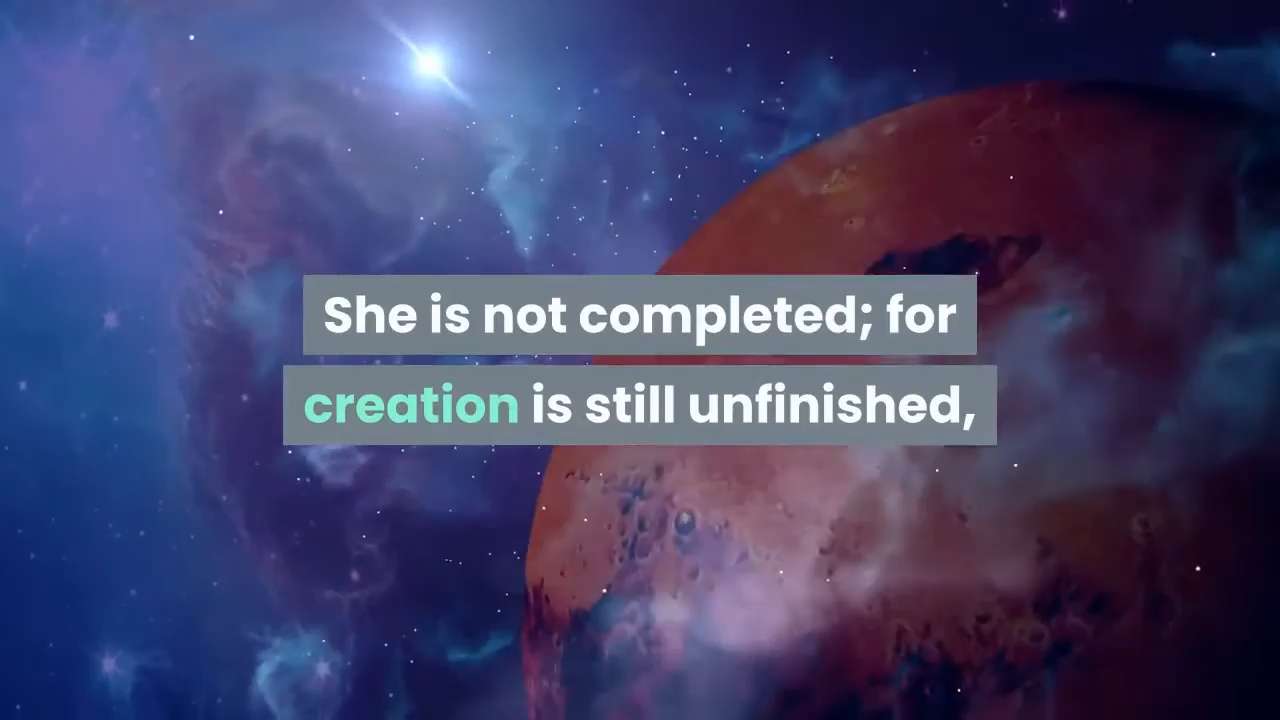 She is not completed; for
creation is still unfinished,